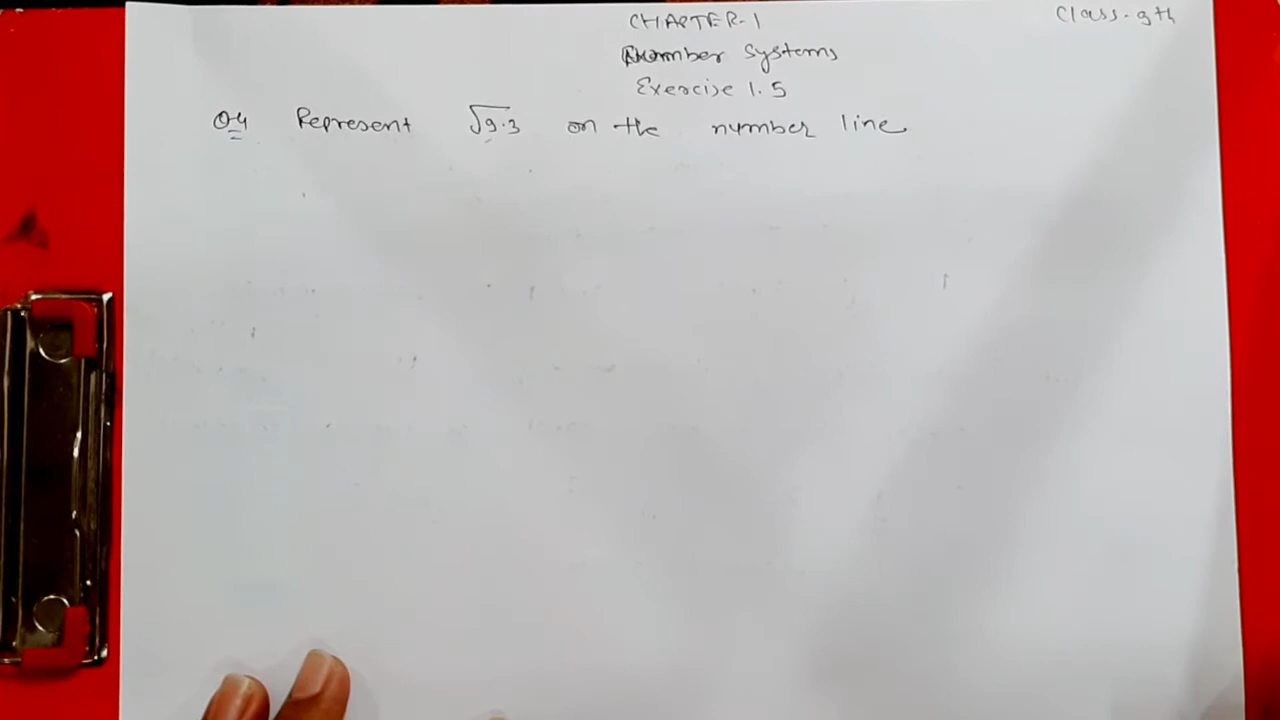 Class-9th
CHAPTER-1
Number Systems
Exercise 1.5
Q4 Represent √9.3 on the number line